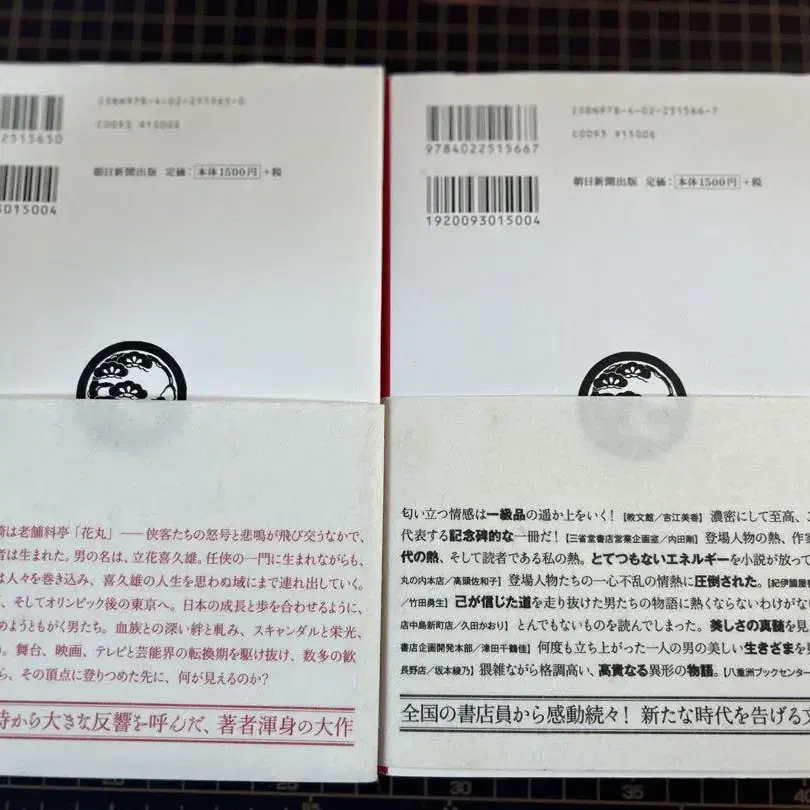 ISBN978-4-02-251565-0
2515650
C0093 ¥1500E
朝日新聞出版 定価：本体1500円+税
3015004
は老舗料亭「花丸」——侠客たちの怒号と悲鳴が飛び交うなかで、
は生まれた。男の名は、立花喜久雄。任侠の一門に生まれながらも、
は人々を巻き込み、喜久雄の人生を思わぬ域にまで連れ出していく。
、そしてオリンピック後の東京へ。日本の成長と歩を合わせるように、
めようともがく男たち。血族との深い絆と軋み、スキャンダルと栄光、
）。舞台、映画、テレビと芸能界の転換期を駆け抜け、数多の歓
ら、その頂点に登りつめた先に、何が見えるのか？
から大きな反響を呼んだ、著者渾身の大作
ISBN978-4-02-251566-7
C0093 ¥1500E
9784022515667
朝日新聞出版 定価：本体1500円+税
1920093015004
匂い立つ情感は一級品の遥か上をいく！【教文館／吉江美香】 濃密にして至高、こ
代表する記念碑的な一冊だ！【三省堂書店営業企画室／内田剛】 登場人物の熱、作家
代の熱、そして読者である私の熱。とてつもないエネルギーを小説が放って
丸の内本店／高頭佐和子】 登場人物たちの一心不乱の情熱に圧倒された。【紀伊國屋書
／竹田勇生】 己が信じた道を走り抜けた男たちの物語に熱くならないわけがな
店中島新町店／久田かおり】 とんでもないものを読んでしまった。美しさの真髄を見
書店企画開発本部／津田千鶴佳】 何度も立ち上がった一人の男の美しい生きざまを
長野店／坂本綾乃】 猥雑ながら格調高い、高貴なる異形の物語。【八重洲ブックセンター
全国の書店員から感動続々！ 新たな時代を告げる文